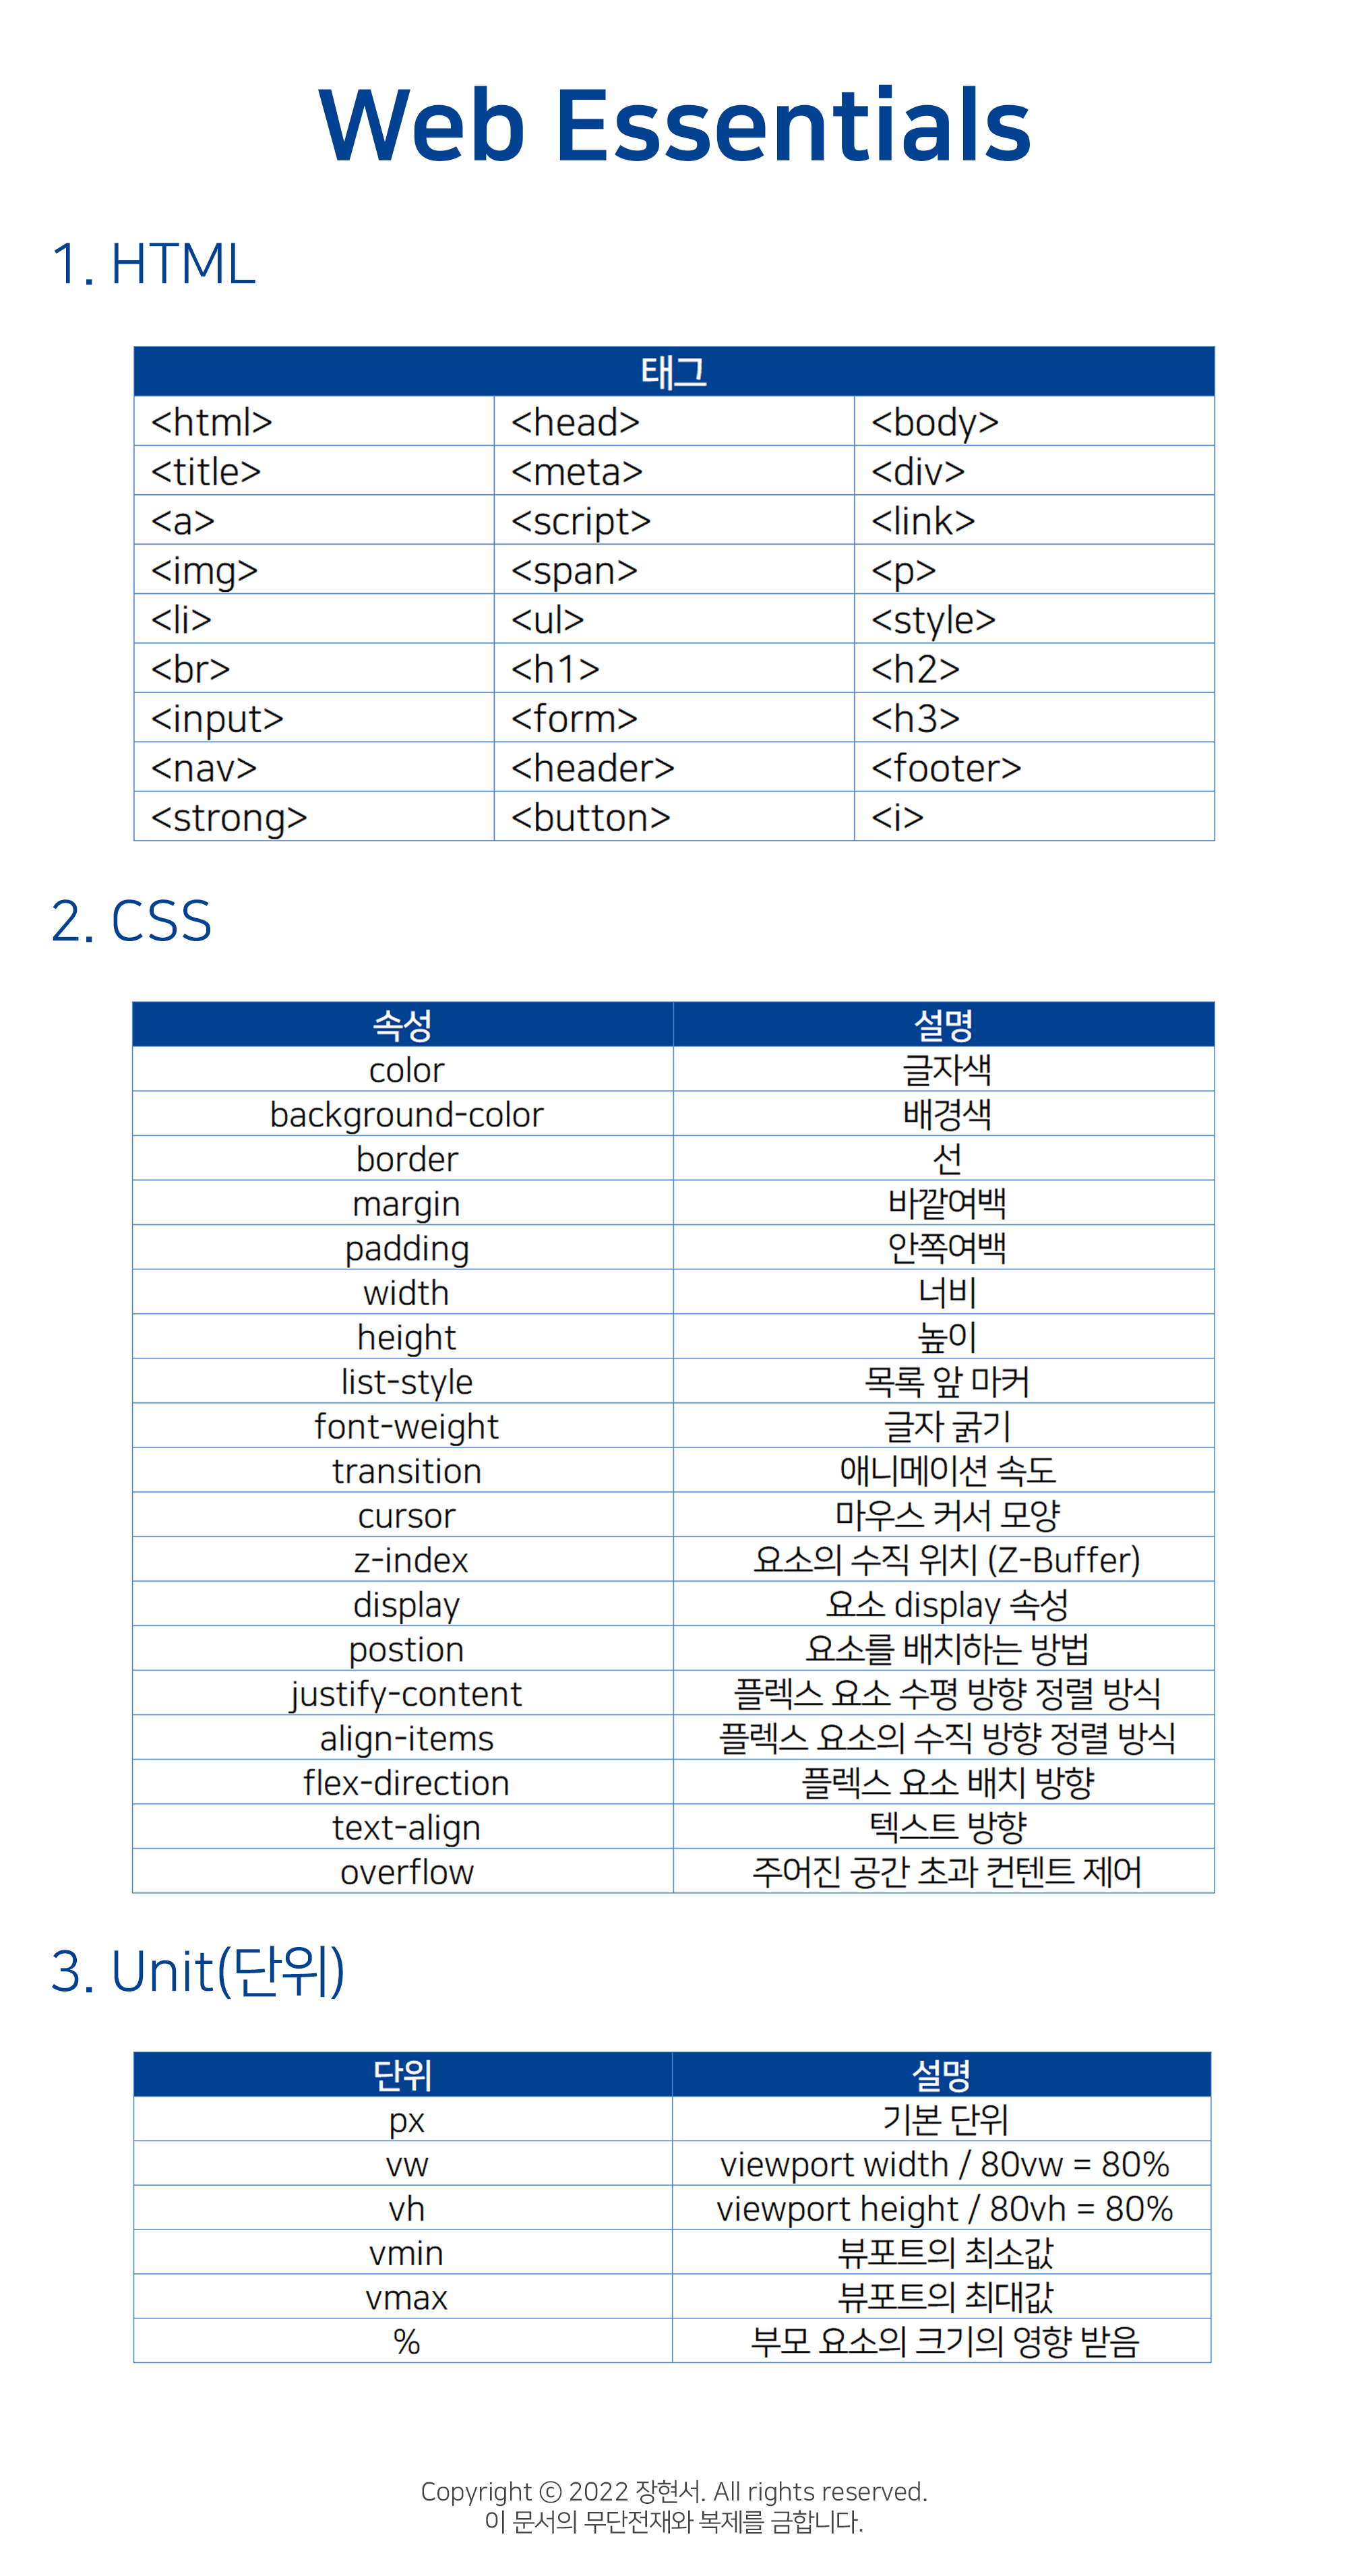 Web Essentials
1. HTML
태그
<html> <head> <body>
<title> <meta> <div>
<a> <script> <link>
<img> <span> <p>
<li> <ul> <style>
<br> <h1> <h2>
<input> <form> <h3>
<nav> <header> <footer>
<strong> <button> <i>
2. CSS
속성 설명
color 글자색
background-color 배경색
border 선
margin 바깥여백
padding 안쪽여백
width 너비
height 높이
list-style 목록 앞 마커
font-weight 글자 굵기
transition 애니메이션 속도
cursor 마우스 커서 모양
z-index 요소의 수직 위치 (Z-Buffer)
display 요소 display 속성
postion 요소를 배치하는 방법
justify-content 플렉스 요소 수평 방향 정렬 방식
align-items 플렉스 요소의 수직 방향 정렬 방식
flex-direction 플렉스 요소 배치 방향
text-align 텍스트 방향
overflow 주어진 공간 초과 컨텐트 제어
3. Unit(단위)
단위 설명
px 기본 단위
vw viewport width / 80vw = 80%
vh viewport height / 80vh = 80%
vmin 뷰포트의 최소값
vmax 뷰포트의 최대값
% 부모 요소의 크기의 영향 받음
Copyright ⓒ 2022 장현서. All rights reserved.
이 문서의 무단전재와 복제를 금합니다.